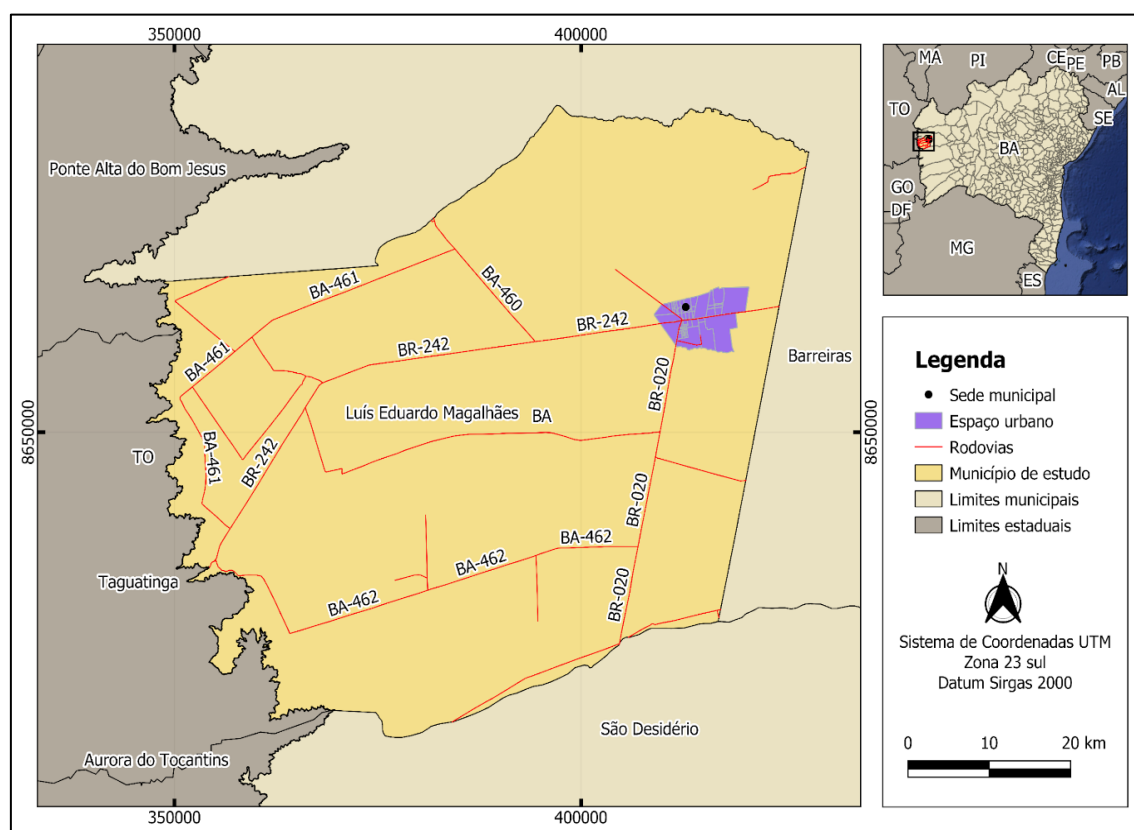 350000
400000
Ponte Alta do Bom Jesus
BA-461
BA-460
BR-242
BR-242
BA-461
Barreiras
BR-020
Luís Eduardo Magalhães BA
8650000
8650000
TO
BA-461
BR-242
BR-020
BA-462
BA-462
Taguatinga
BR-020
BA-462
São Desidério
Aurora do Tocantins
350000
400000
MA
PI
CE
PE
PB
AL
SE
TO
BA
GO
DF
MG
ES
Legenda
Sede municipal
Espaço urbano
Rodovias
Município de estudo
Limites municipais
Limites estaduais
N
Sistema de Coordenadas UTM
Zona 23 sul
Datum Sirgas 2000
0 10 20 km